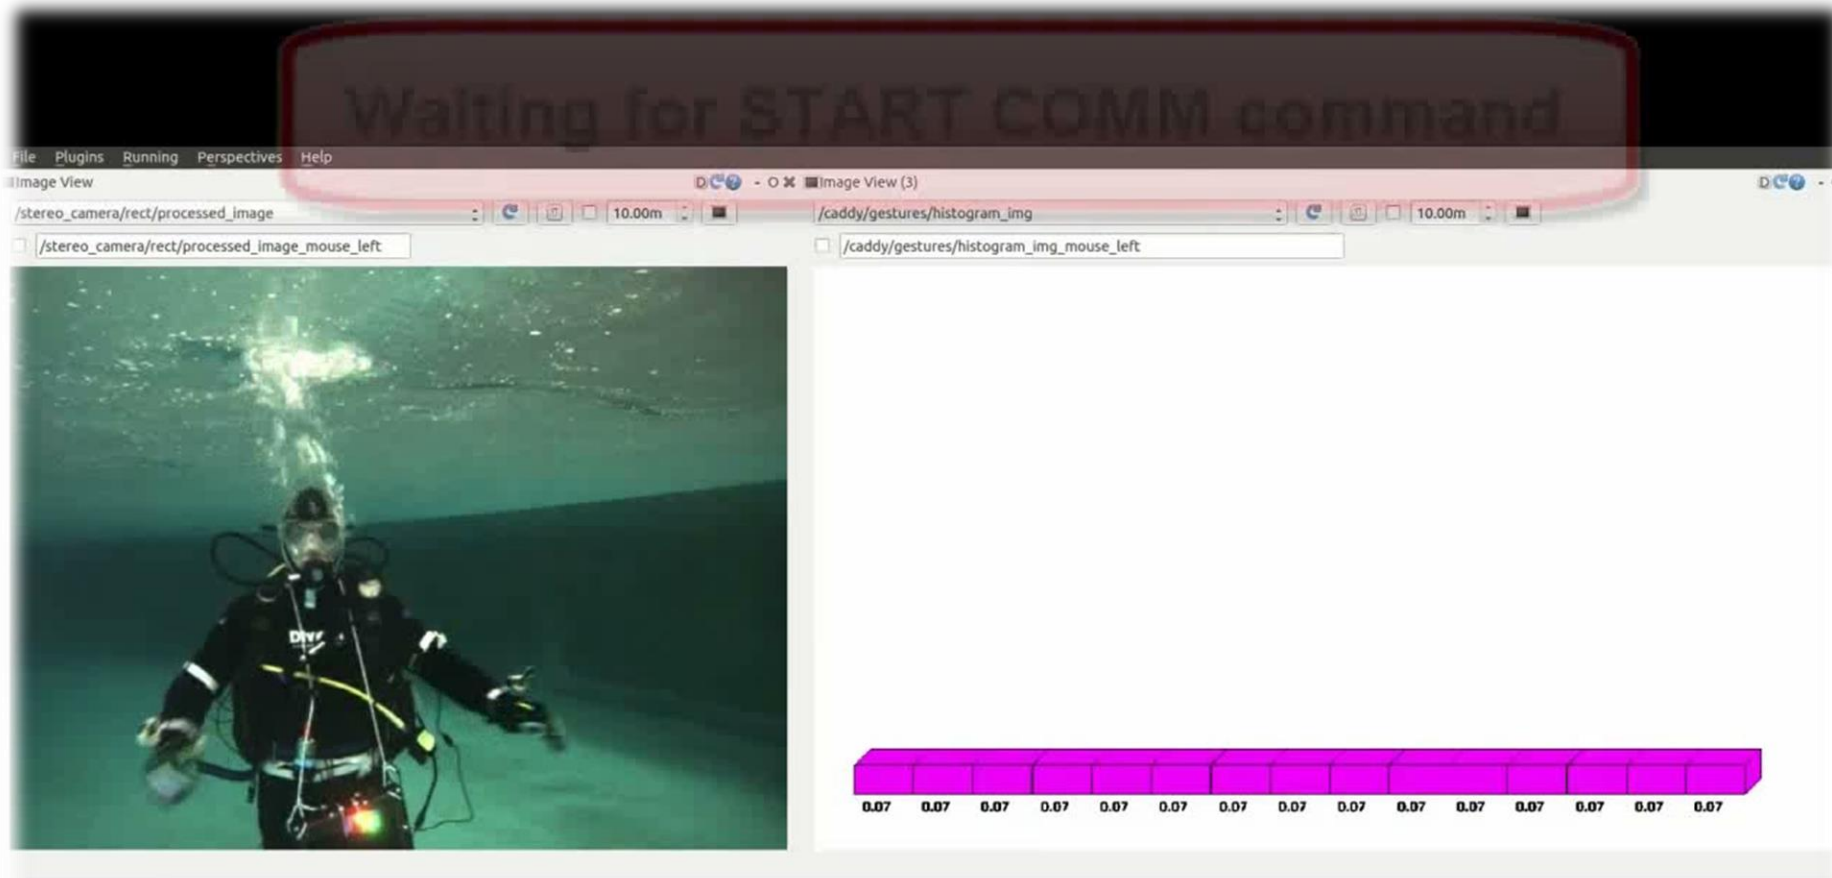 Waiting for START COMM command
File Plugins Running Perspectives Help
Image View D - O ✖ Image View (3) D -
/stereo_camera/rect/processed_image 10.00m /caddy/gestures/histogram_img 10.00m
/stereo_camera/rect/processed_image_mouse_left /caddy/gestures/histogram_img_mouse_left
0.07 0.07 0.07 0.07 0.07 0.07 0.07 0.07 0.07 0.07 0.07 0.07 0.07 0.07 0.07